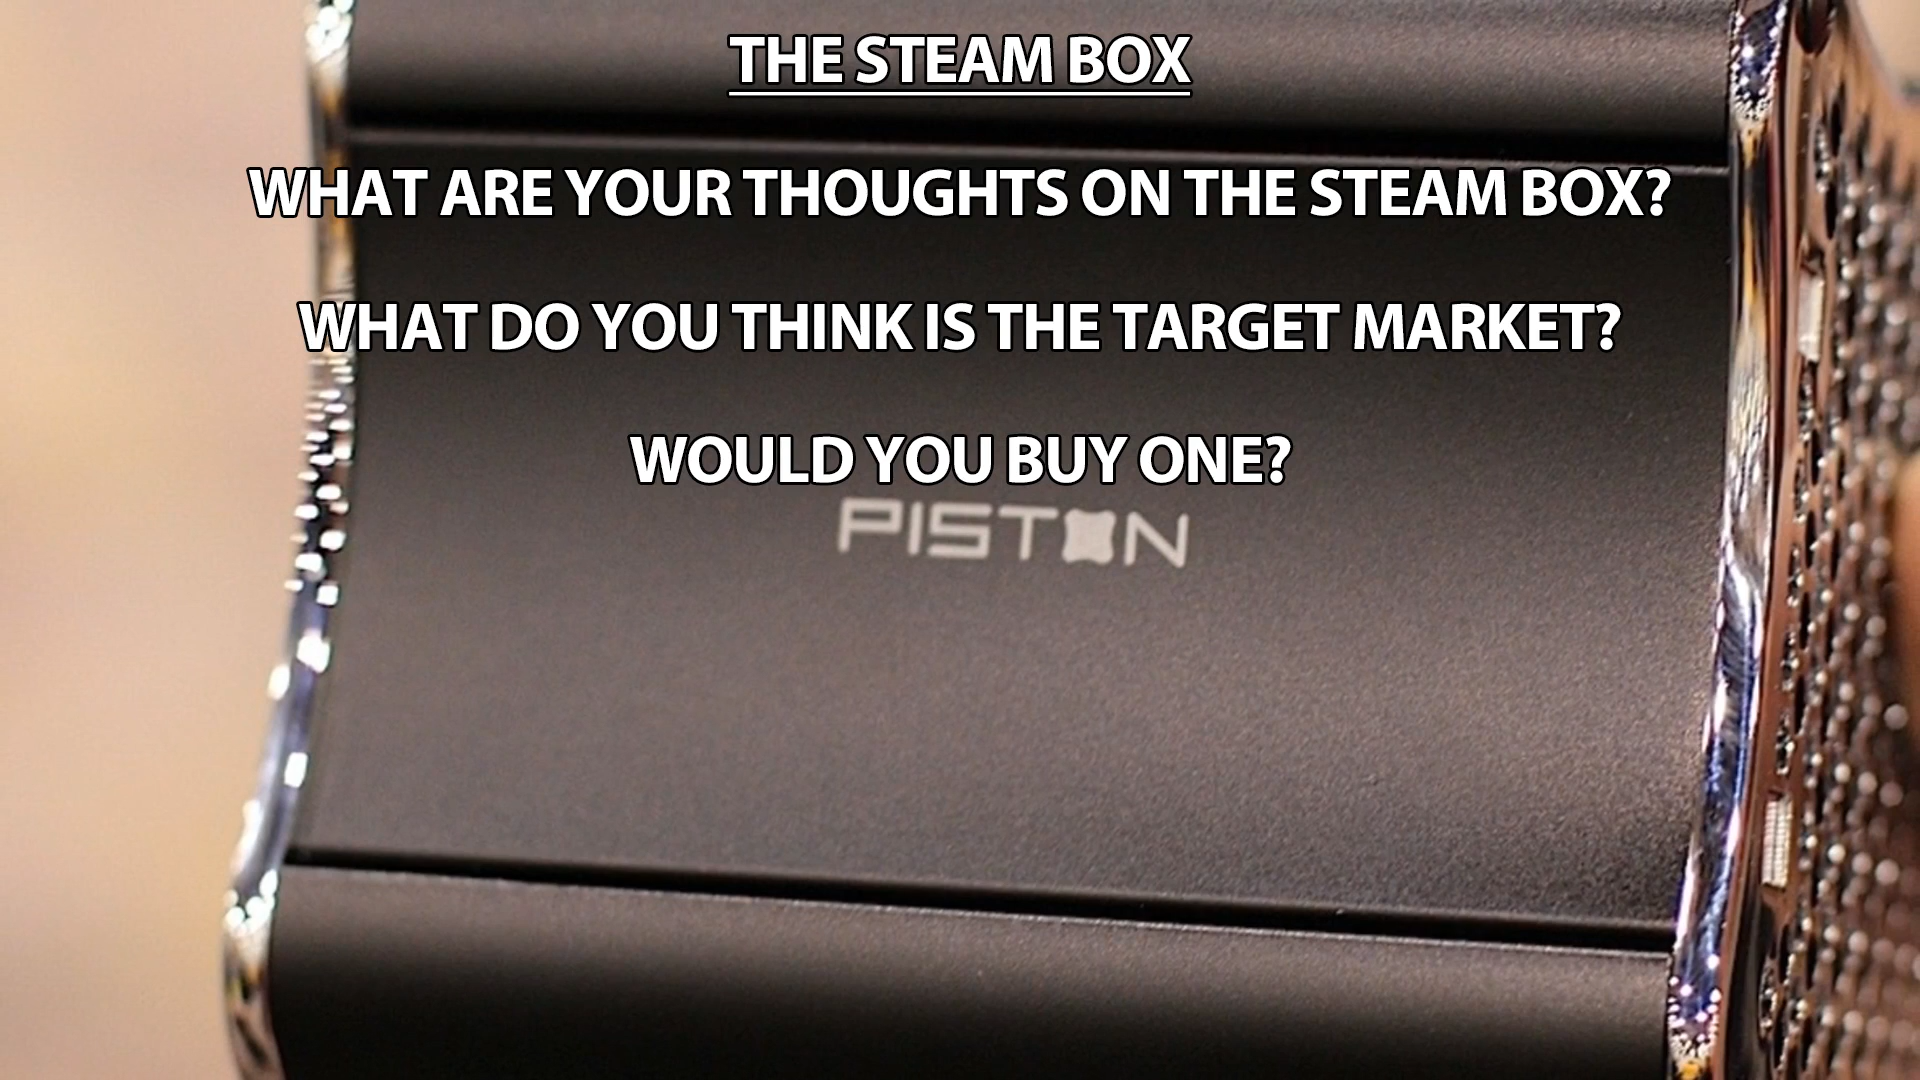 THE STEAM BOX
WHAT ARE YOUR THOUGHTS ON THE STEAM BOX?
WHAT DO YOU THINK IS THE TARGET MARKET?
WOULD YOU BUY ONE?
PISTON